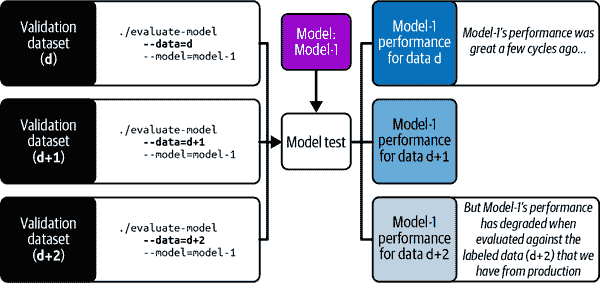 Validation
dataset
(d)
./evaluate-model
--data=d
--model=model-1
Model:
Model-1
Model-1
performance
for data d
Model-1's performance was
great a few cycles ago...
Validation
dataset
(d+1)
./evaluate-model
--data=d+1
--model=model-1
Model test
Model-1
performance
for data d+1
Validation
dataset
(d+2)
./evaluate-model
--data=d+2
--model=model-1
Model-1
performance
for data d+2
But Model-1's performance
has degraded when
evaluated against the
labeled data (d+2) that we
have from production